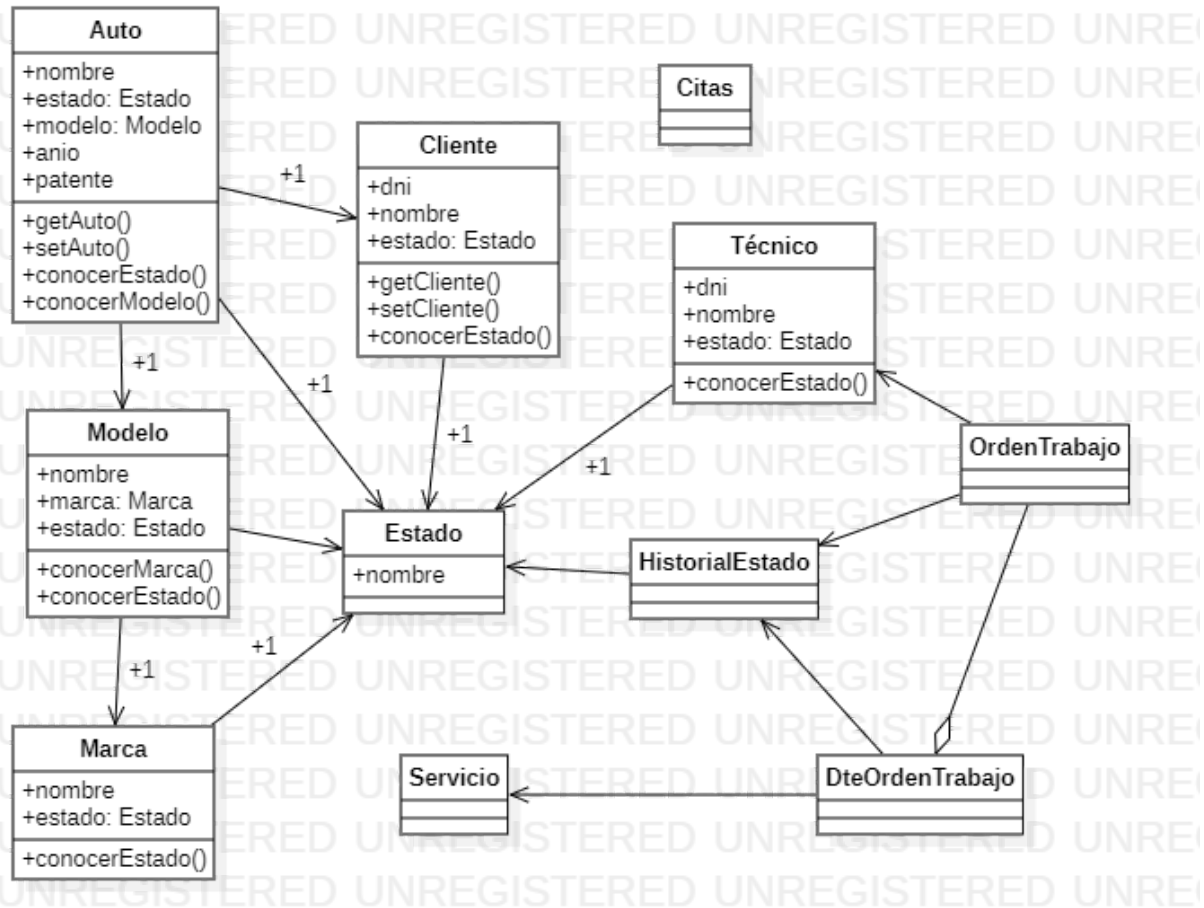 Auto
+nombre
+estado: Estado
+modelo: Modelo
+anio
+patente
+getAuto()
+setAuto()
+conocerEstado()
+conocerModelo()
+1
Cliente
+dni
+nombre
+estado: Estado
+getCliente()
+setCliente()
+conocerEstado()
Citas
Técnico
+dni
+nombre
+estado: Estado
+conocerEstado()
+1
+1
+1
+1
Modelo
+nombre
+marca: Marca
+estado: Estado
+conocerMarca()
+conocerEstado()
Estado
+nombre
HistorialEstado
OrdenTrabajo
+1
+1
Marca
+nombre
+estado: Estado
+conocerEstado()
Servicio
DteOrdenTrabajo
UNREGISTERED